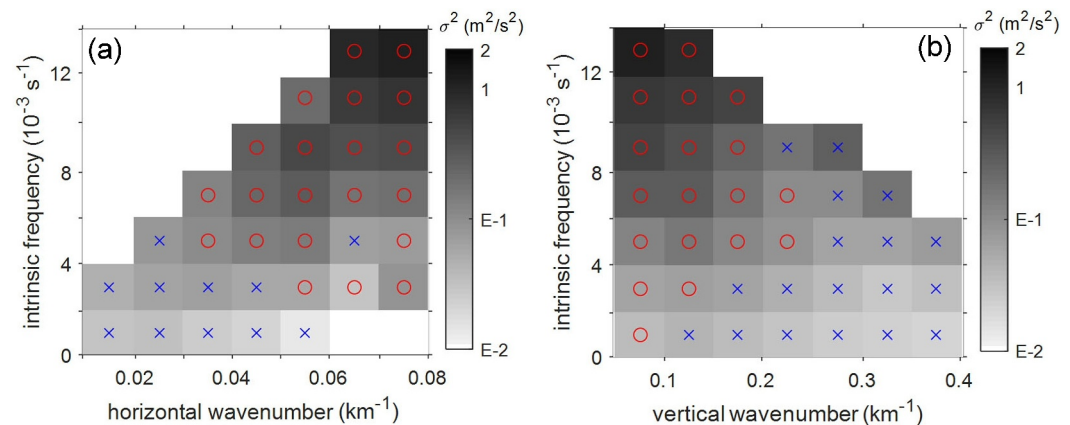 (a)
σ² (m²/s²)
2
1
E-1
E-2
intrinsic frequency (10⁻³ s⁻¹)
12
8
4
0
0.02 0.04 0.06 0.08
horizontal wavenumber (km⁻¹)
(b)
σ² (m²/s²)
2
1
E-1
E-2
intrinsic frequency (10⁻³ s⁻¹)
12
8
4
0
0.1 0.2 0.3 0.4
vertical wavenumber (km⁻¹)